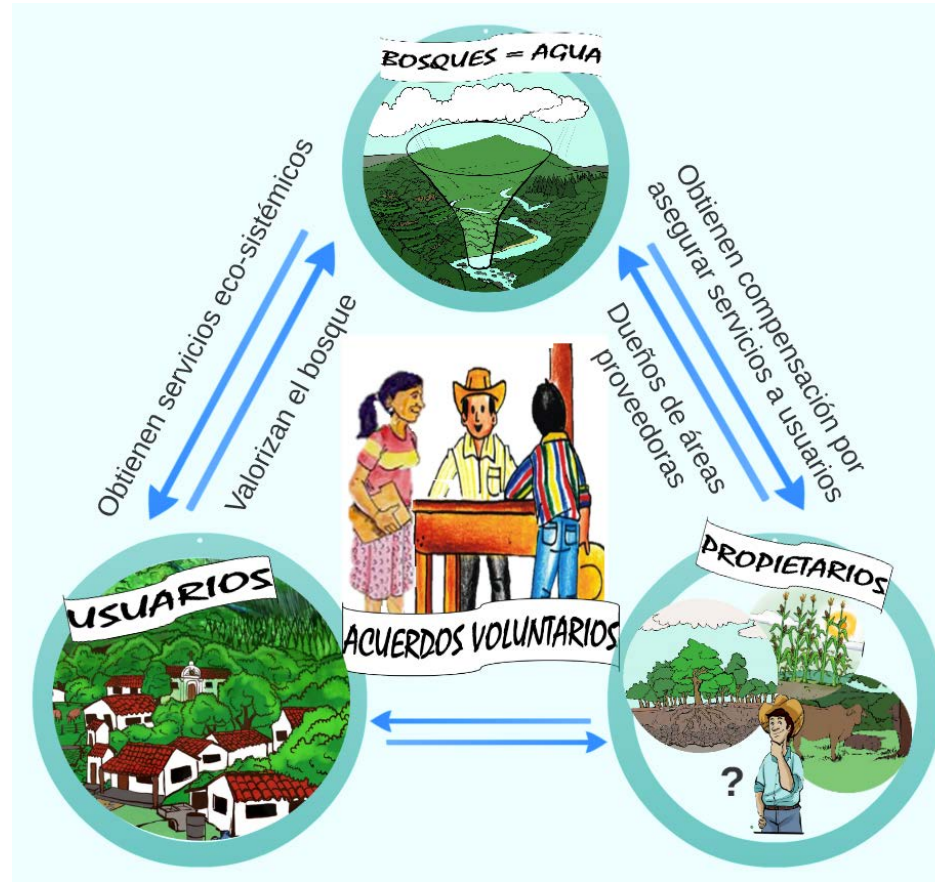 BOSQUES = AGUA
Obtienen servicios eco-sistémicos
Valorizan el bosque
Obtienen compensación por
asegurar servicios a usuarios
Dueños de áreas
proveedoras
USUARIOS
ACUERDOS VOLUNTARIOS
PROPIETARIOS
?